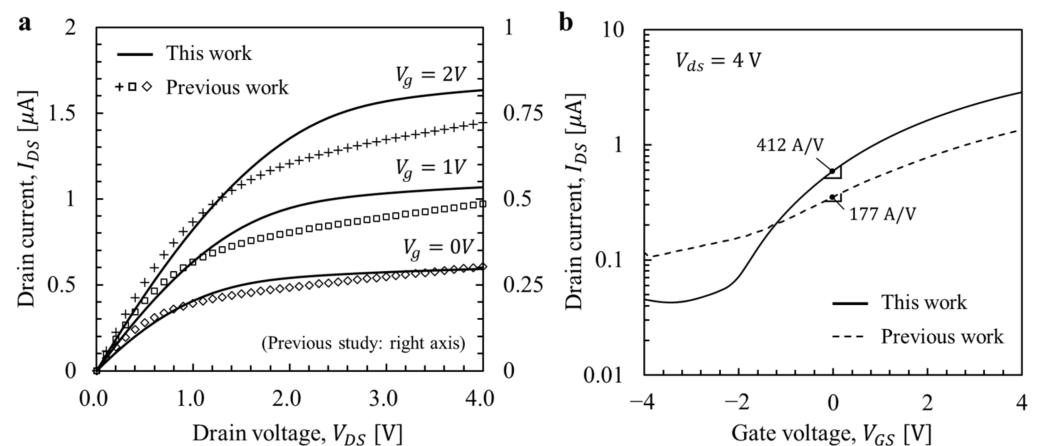 a
Drain current, I_DS [μA]
2
1.5
1
0.5
0
1
0.75
0.5
0.25
0
This work
Previous work
V_g = 2V
V_g = 1V
V_g = 0V
(Previous study: right axis)
0.0 1.0 2.0 3.0 4.0
Drain voltage, V_DS [V]
b
Drain current, I_DS [μA]
10
1
0.1
0.01
V_ds = 4 V
412 A/V
177 A/V
This work
Previous work
−4 −2 0 2 4
Gate voltage, V_GS [V]